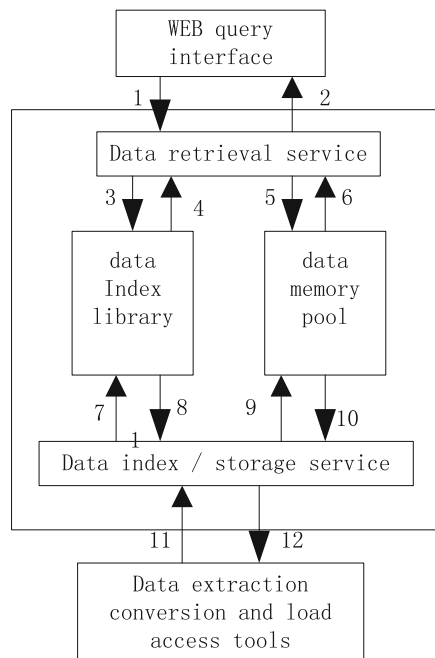 WEB query
interface
1
2
Data retrieval service
3
4
5
6
data
Index
library
data
memory
pool
7
8
9
10
1
Data index / storage service
11
12
Data extraction
conversion and load
access tools